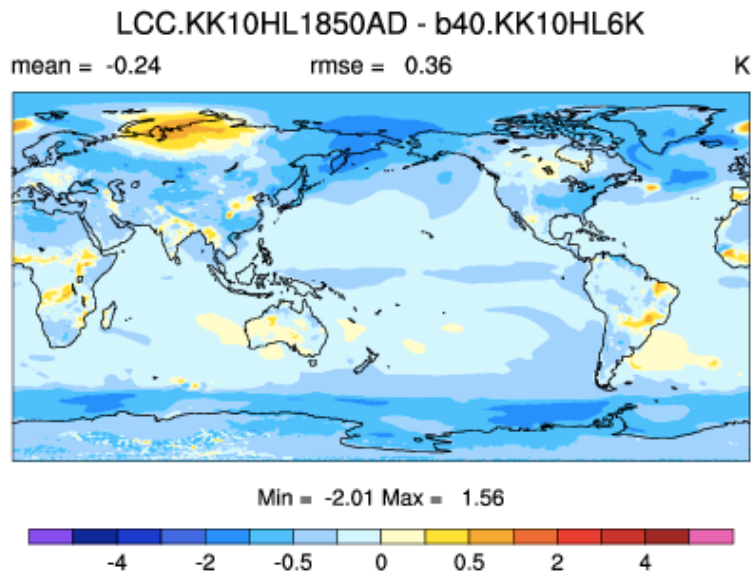 LCC.KK10HL1850AD - b40.KK10HL6K
mean = -0.24 rmse = 0.36 K
Min = -2.01 Max = 1.56
-4 -2 -0.5 0 0.5 2 4